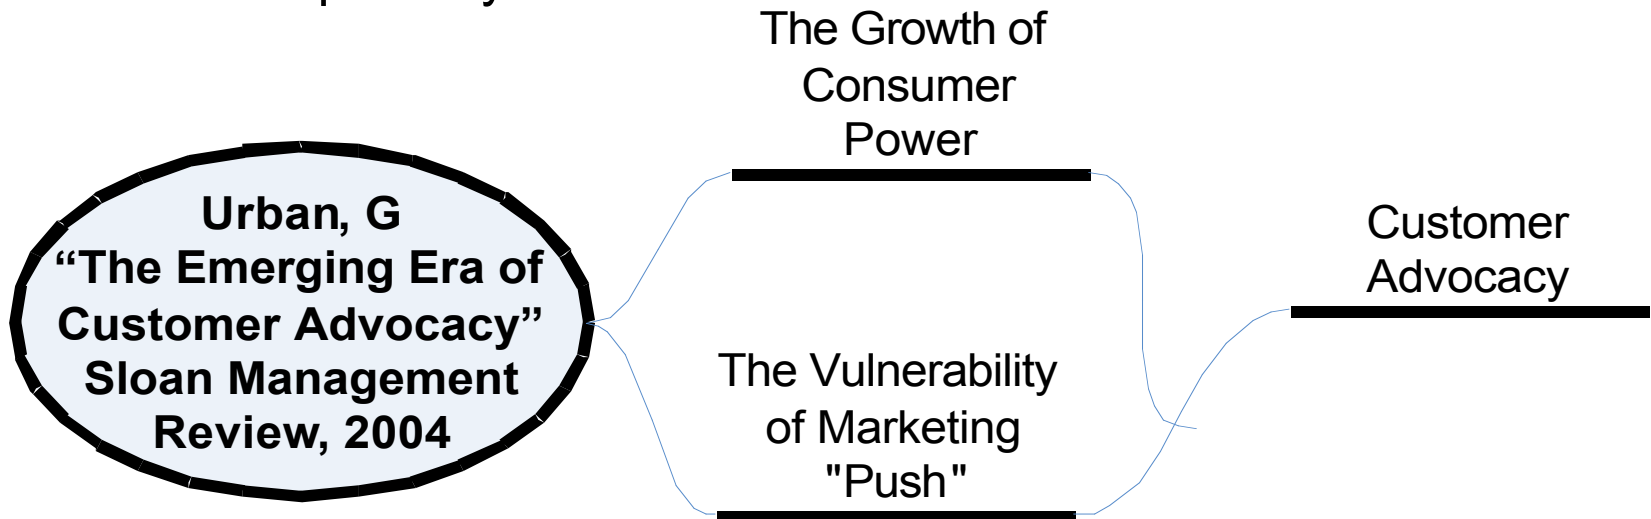 The Growth of
Consumer
Power
Urban, G
“The Emerging Era of
Customer Advocacy”
Sloan Management
Review, 2004
The Vulnerability
of Marketing
"Push"
Customer
Advocacy